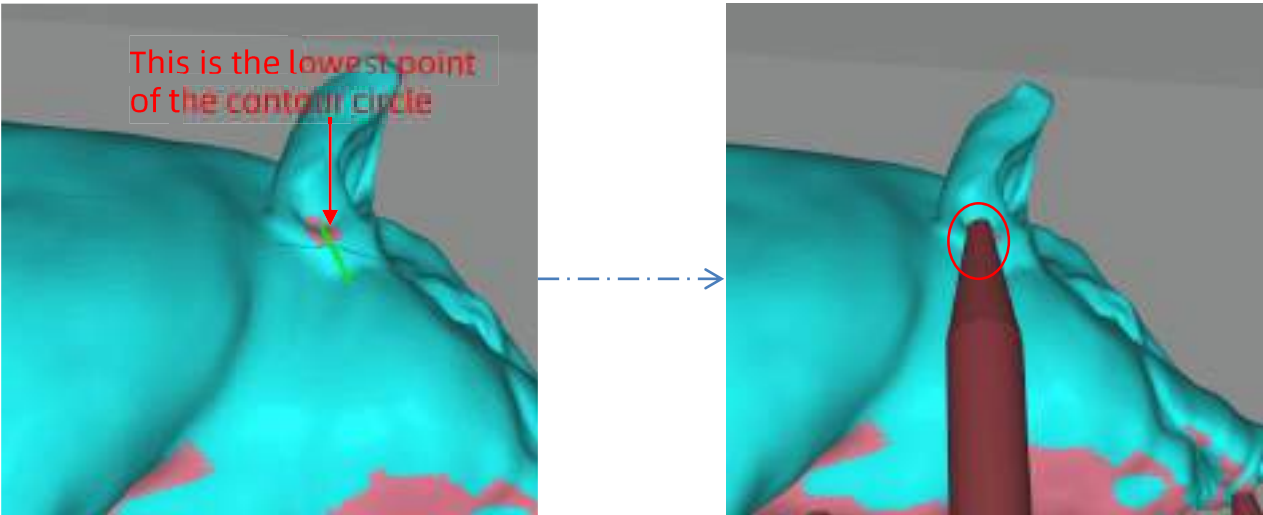 This is the lowest point
of the contour circle